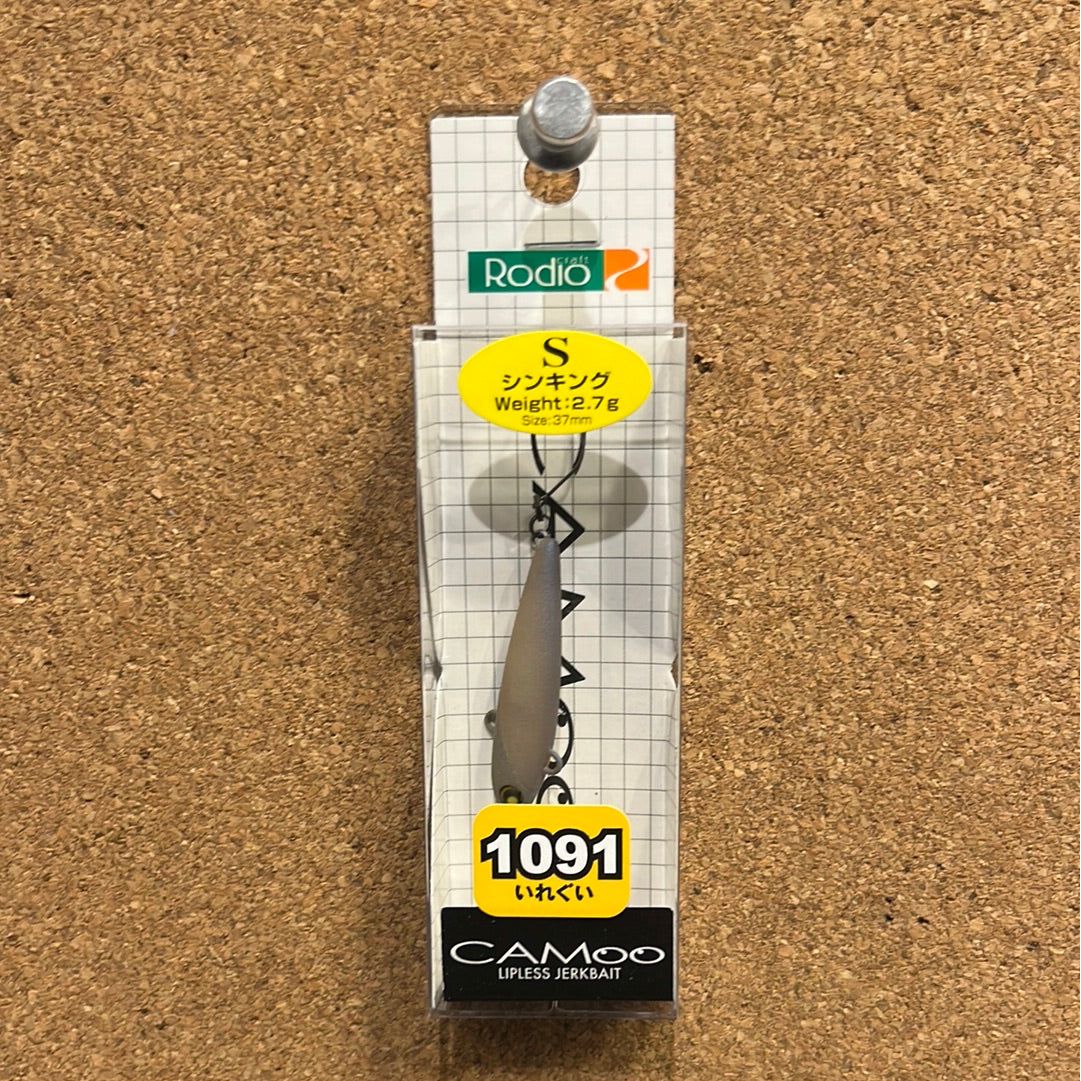 Rodio craft
S
シンキング
Weight:2.7g
Size:37mm
1091
いれぐい
CAMOO
LIPLESS JERKBAIT